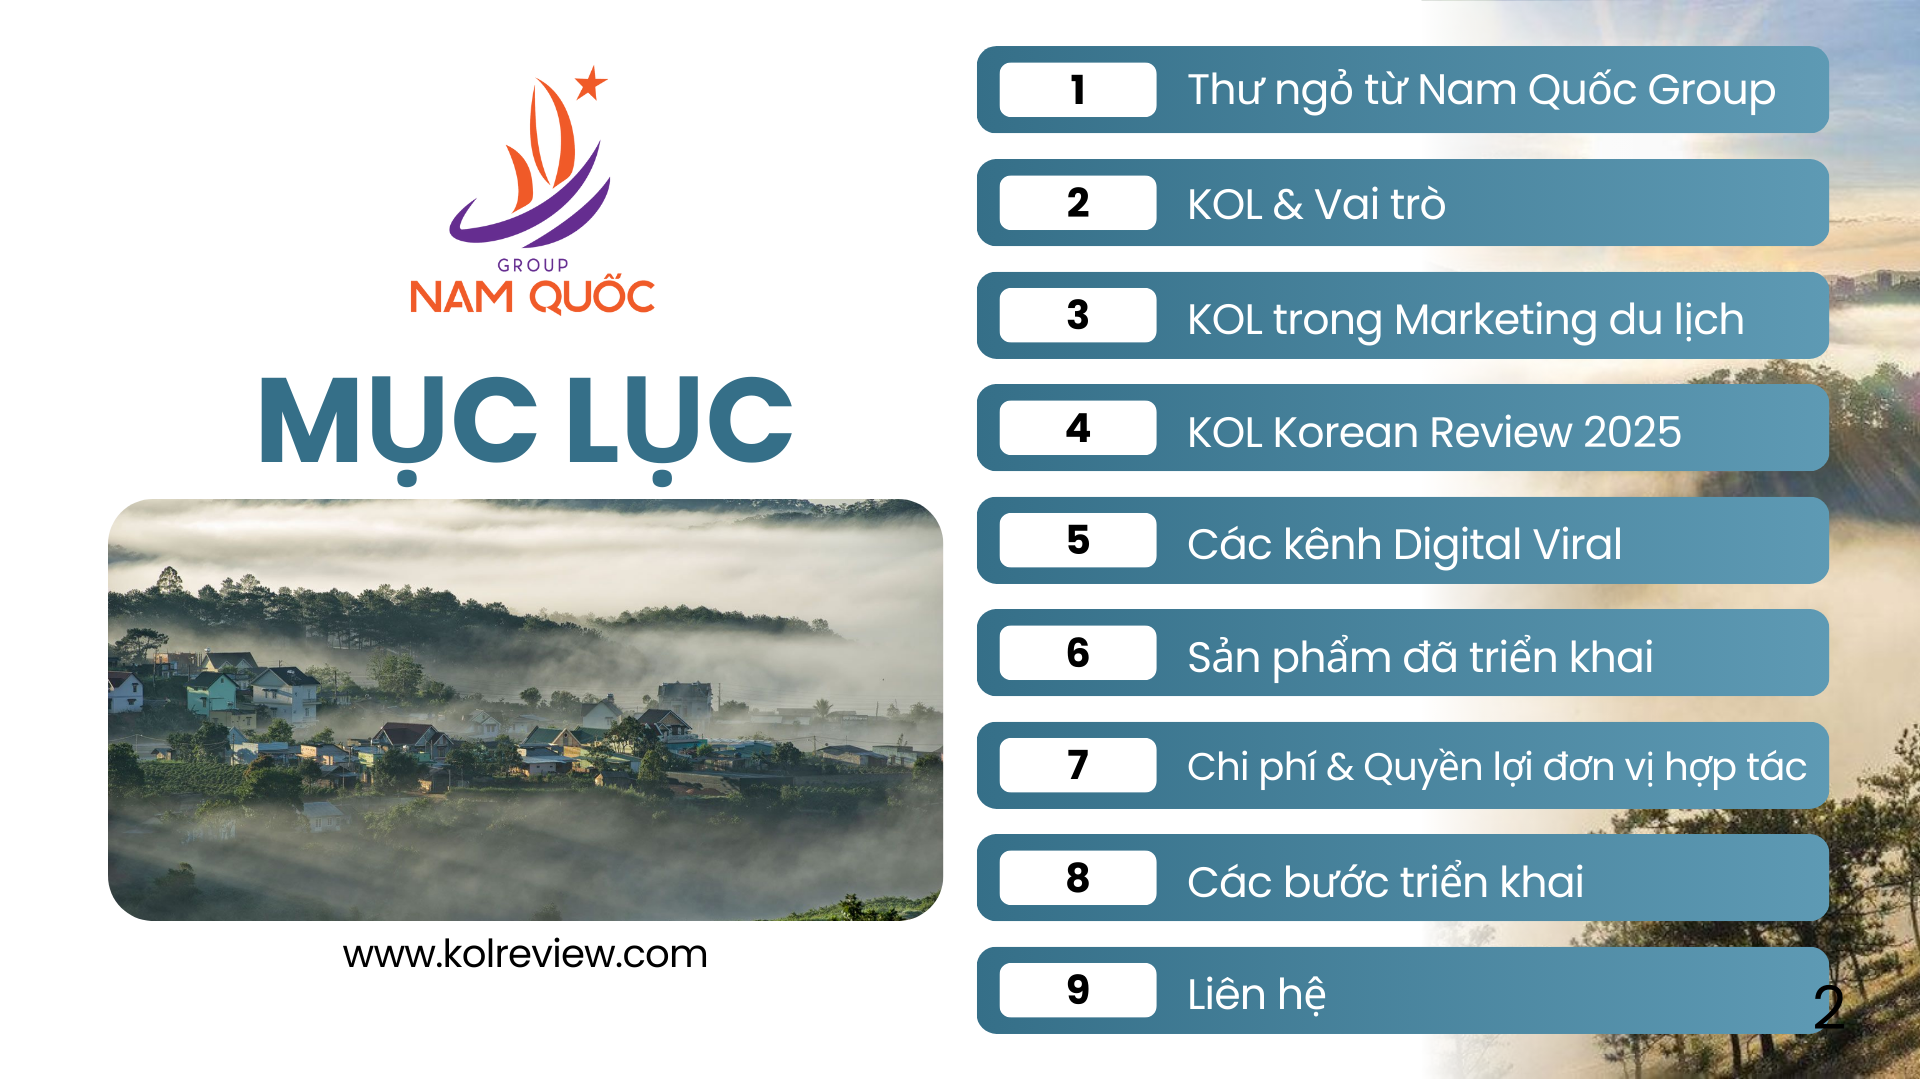 GROUP
NAM QUỐC
MỤC LỤC
www.kolreview.com
1 Thư ngỏ từ Nam Quốc Group
2 KOL & Vai trò
3 KOL trong Marketing du lịch
4 KOL Korean Review 2025
5 Các kênh Digital Viral
6 Sản phẩm đã triển khai
7 Chi phí & Quyền lợi đơn vị hợp tác
8 Các bước triển khai
9 Liên hệ
2